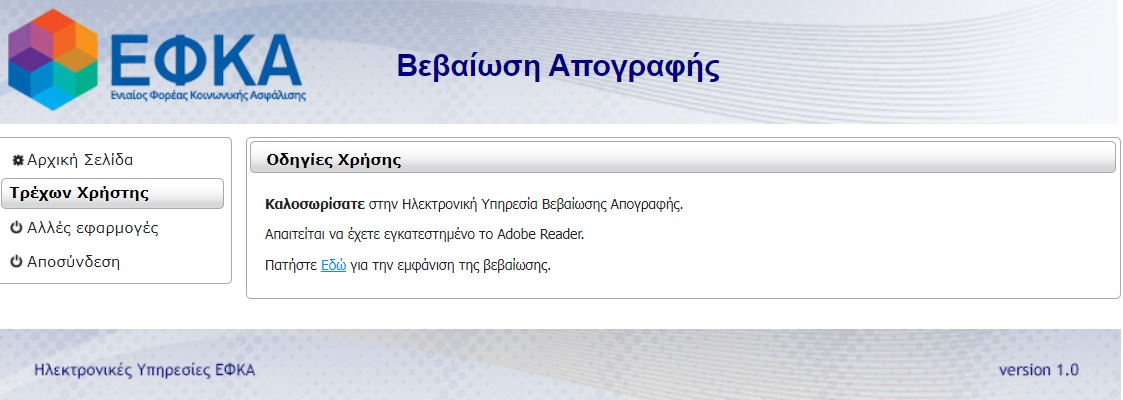 ΕΦΚΑ
Ενιαίος Φορέας Κοινωνικής Ασφάλισης
Βεβαίωση Απογραφής
Αρχική Σελίδα
Τρέχων Χρήστης
Αλλές εφαρμογές
Αποσύνδεση
Οδηγίες Χρήσης
Καλοσωρίσατε στην Ηλεκτρονική Υπηρεσία Βεβαίωσης Απογραφής.
Απαιτείται να έχετε εγκατεστημένο το Adobe Reader.
Πατήστε Εδώ για την εμφάνιση της βεβαίωσης.
Ηλεκτρονικές Υπηρεσίες ΕΦΚΑ
version 1.0